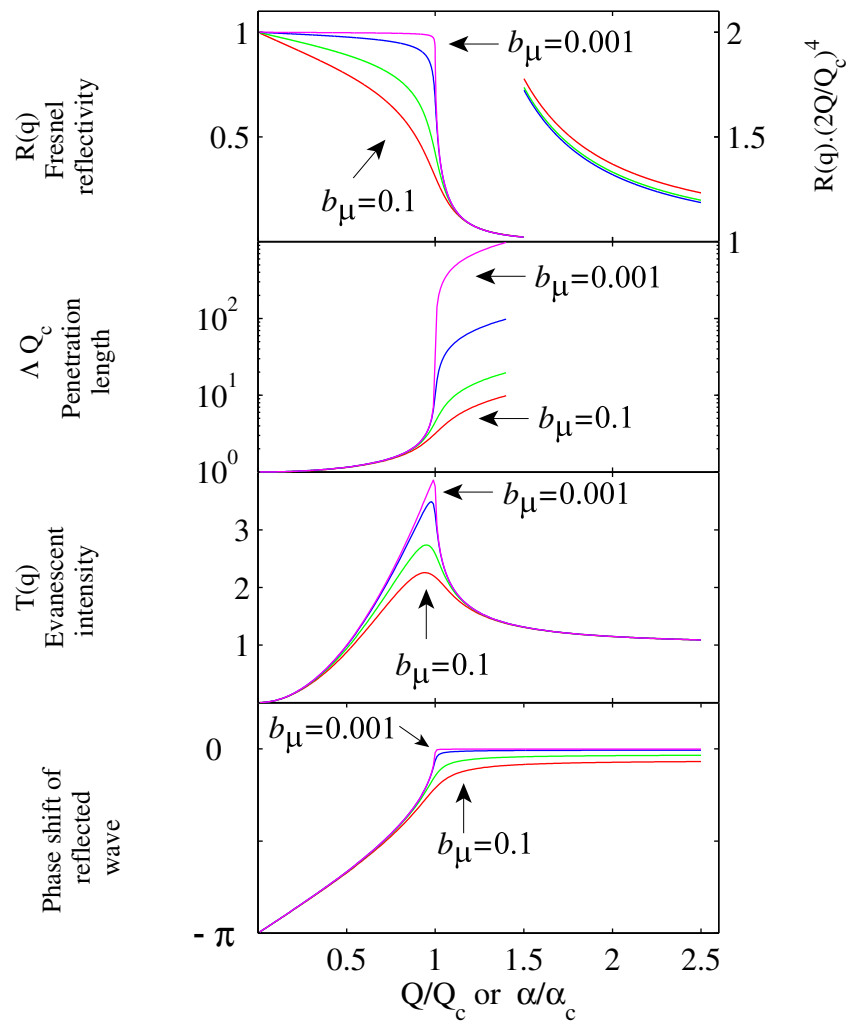 R(q)
Fresnel
reflectivity
1
0.5
b_μ=0.001
b_μ=0.1
2
1.5
1
R(q).(2Q/Q_c)^4
Λ Q_c
Penetration
length
10^2
10^1
10^0
b_μ=0.001
b_μ=0.1
T(q)
Evanescent
intensity
3
2
1
b_μ=0.001
b_μ=0.1
Phase shift of
reflected
wave
0
- π
b_μ=0.001
b_μ=0.1
0.5 1 1.5 2 2.5
Q/Q_c or α/α_c